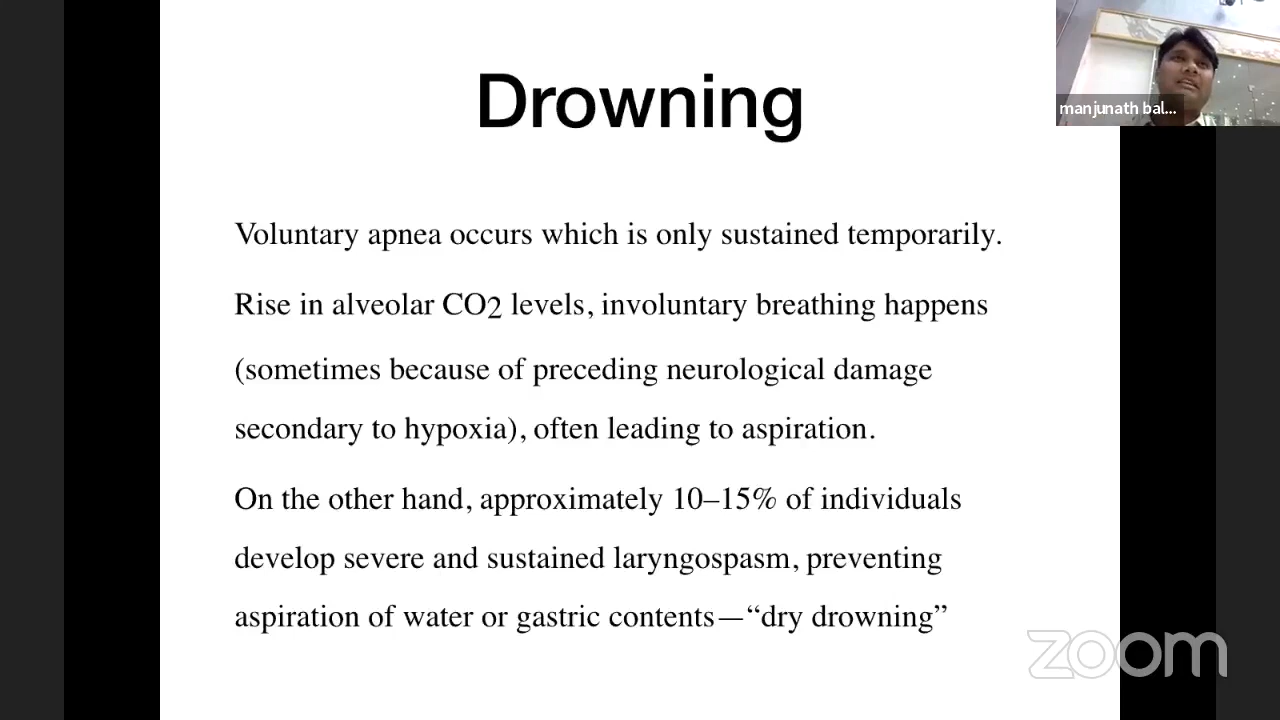 Drowning
manjunath bal...
Voluntary apnea occurs which is only sustained temporarily.
Rise in alveolar CO2 levels, involuntary breathing happens
(sometimes because of preceding neurological damage
secondary to hypoxia), often leading to aspiration.
On the other hand, approximately 10–15% of individuals
develop severe and sustained laryngospasm, preventing
aspiration of water or gastric contents—“dry drowning”
zoom